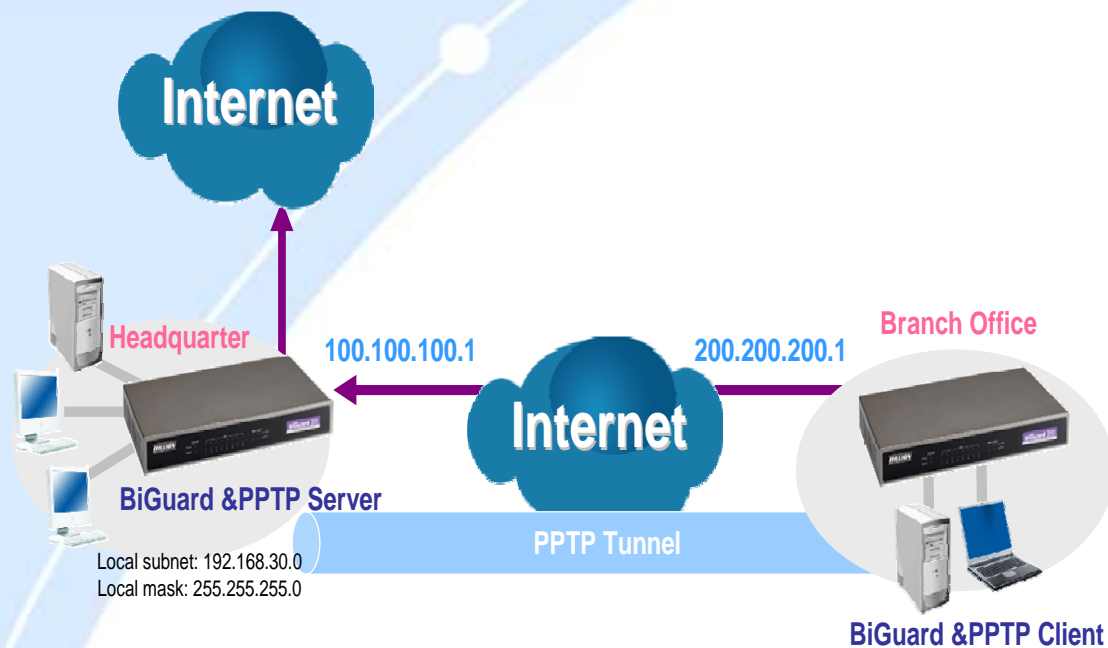 Internet
Headquarter
Branch Office
100.100.100.1
200.200.200.1
Internet
BILLION
BiGuard &PPTP Server
PPTP Tunnel
Local subnet: 192.168.30.0
Local mask: 255.255.255.0
BiGuard &PPTP Client